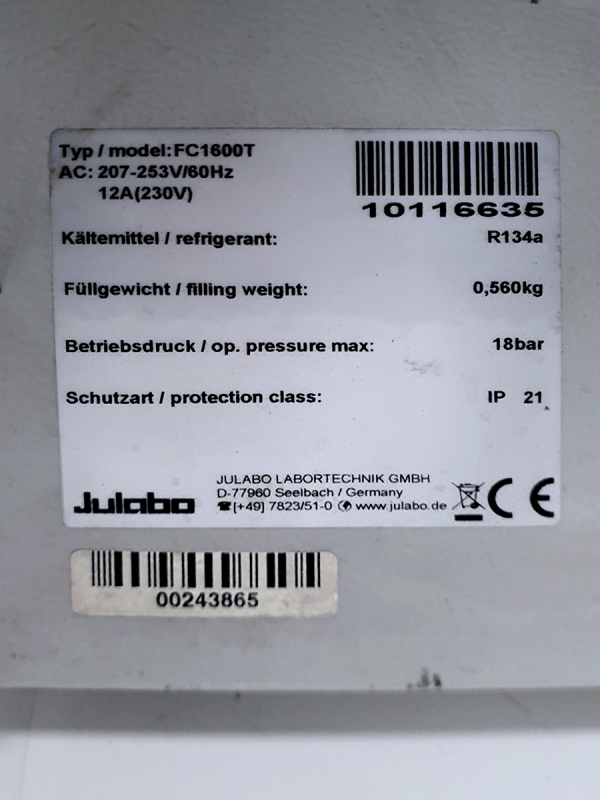 Typ / model:FC1600T
AC: 207-253V/60Hz
12A(230V)
10116635
Kältemittel / refrigerant: R134a
Füllgewicht / filling weight: 0,560kg
Betriebsdruck / op. pressure max: 18bar
Schutzart / protection class: IP 21
Julabo
JULABO LABORTECHNIK GMBH
D-77960 Seelbach / Germany
☎[+49] 7823/51-0 www.julabo.de
CE
00243865